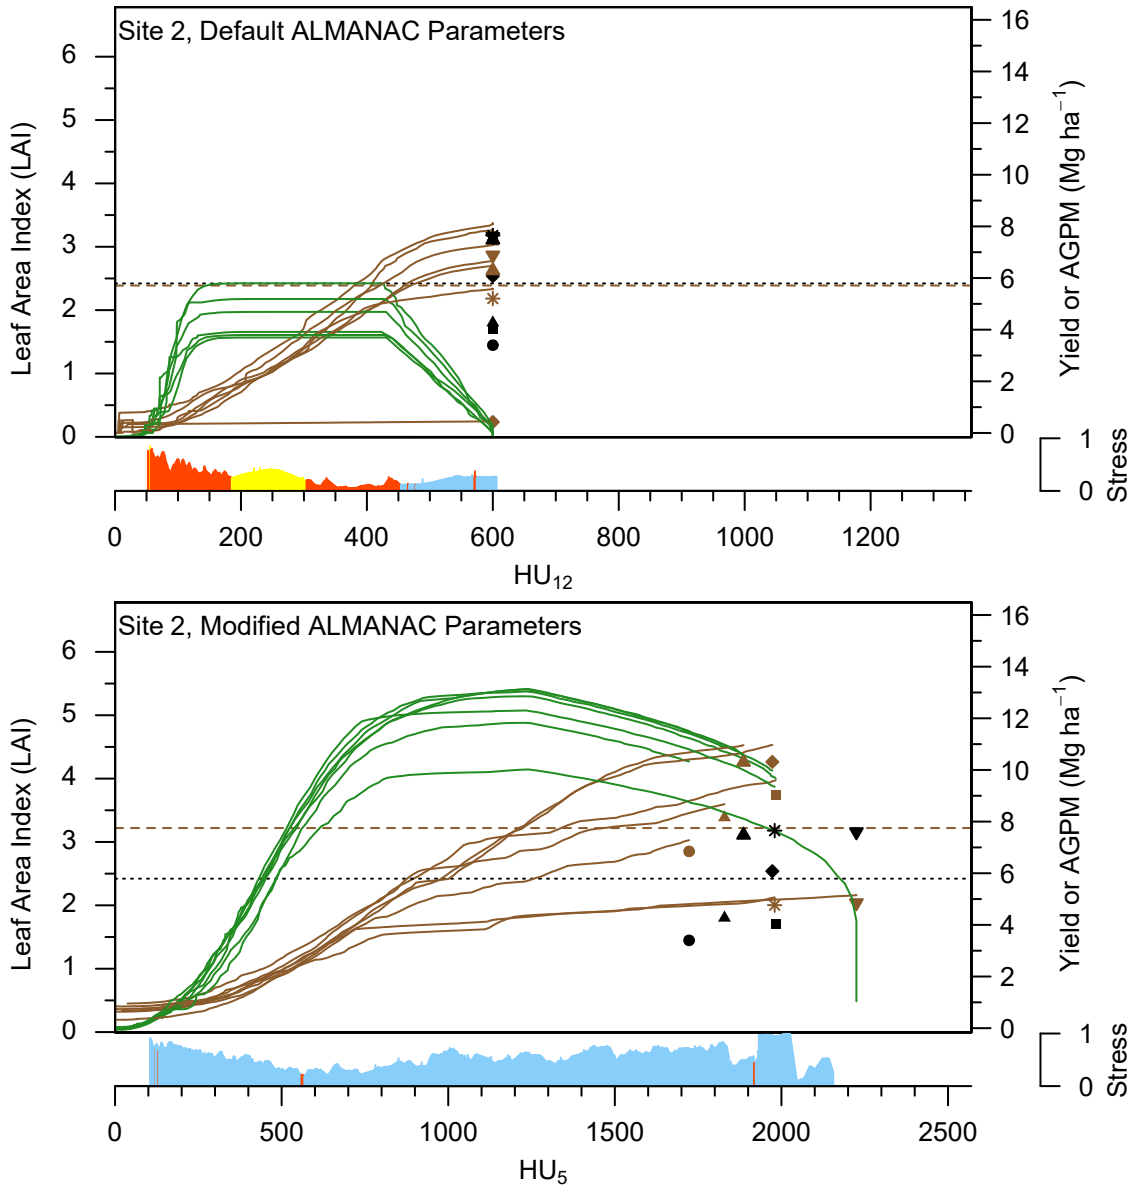 Site 2, Default ALMANAC Parameters
Leaf Area Index (LAI)
0 1 2 3 4 5 6
Yield or AGPM (Mg ha⁻¹)
0 2 4 6 8 10 12 14 16
Stress
0 1
0 200 400 600 800 1000 1200
HU₁₂
Site 2, Modified ALMANAC Parameters
Leaf Area Index (LAI)
0 1 2 3 4 5 6
Yield or AGPM (Mg ha⁻¹)
0 2 4 6 8 10 12 14 16
Stress
0 1
0 500 1000 1500 2000 2500
HU₅